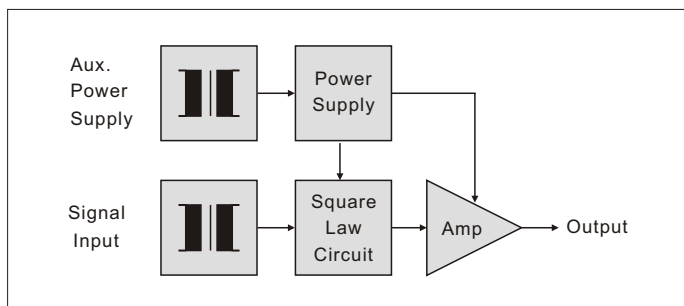 Aux.
Power
Supply
Power
Supply
Signal
Input
Square
Law
Circuit
Amp
Output